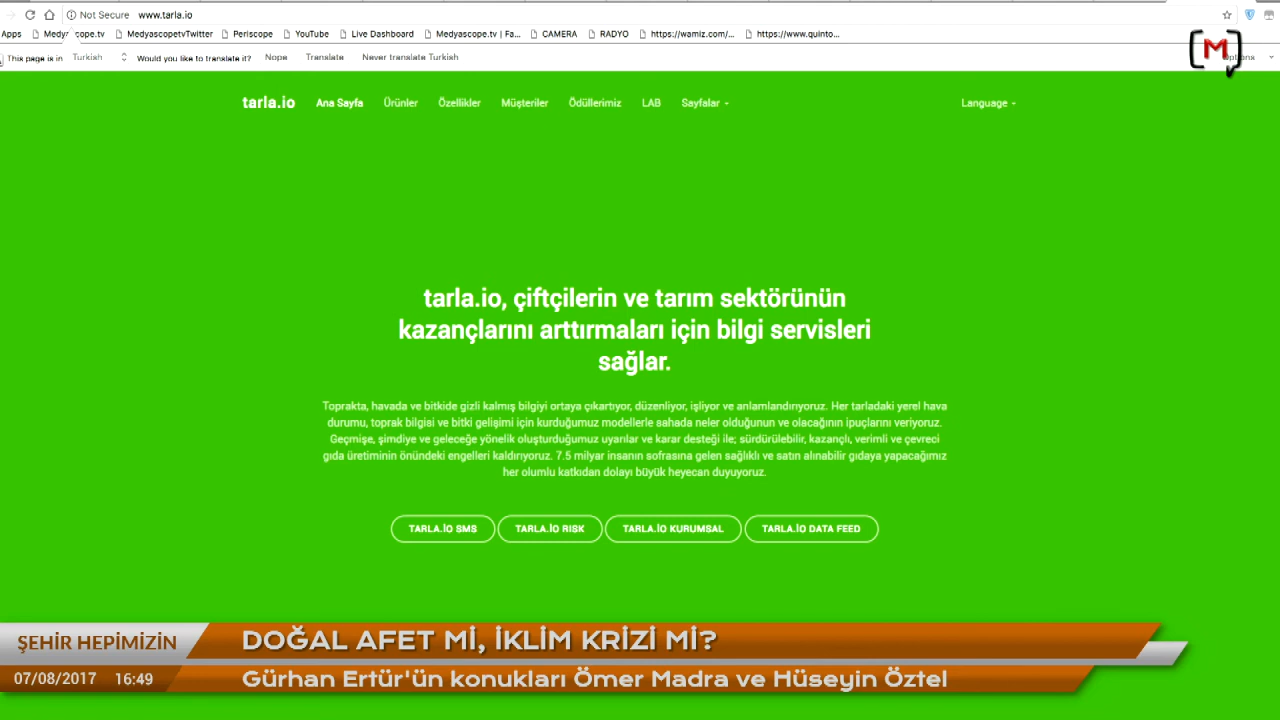 Not Secure www.tarla.io
Apps Medyascope.tv MedyascopetvTwitter Periscope YouTube Live Dashboard Medyascope.tv | Fa... CAMERA RADYO https://wamiz.com/... https://www.quinto...
This page is in Turkish Would you like to translate it? Nope Translate Never translate Turkish Options
M
tarla.io Ana Sayfa Ürünler Özellikler Müşteriler Ödüllerimiz LAB Sayfalar Language
tarla.io, çiftçilerin ve tarım sektörünün
kazançlarını arttırmaları için bilgi servisleri
sağlar.
Toprakta, havada ve bitkide gizli kalmış bilgiyi ortaya çıkartıyor, düzenliyor, işliyor ve anlamlandırıyoruz. Her tarladaki yerel hava
durumu, toprak bilgisi ve bitki gelişimi için kurduğumuz modellerle sahada neler olduğunun ve olacağının ipuçlarını veriyoruz.
Geçmişe, şimdiye ve geleceğe yönelik oluşturduğumuz uyarılar ve karar desteği ile; sürdürülebilir, kazançlı, verimli ve çevreci
gıda üretiminin önündeki engelleri kaldırıyoruz. 7.5 milyar insanın sofrasına gelen sağlıklı ve satın alınabilir gıdaya yapacağımız
her olumlu katkıdan dolayı büyük heyecan duyuyoruz.
TARLA.İO SMS TARLA.İO RISK TARLA.İO KURUMSAL TARLA.İO DATA FEED
ŞEHİR HEPİMİZİN DOĞAL AFET Mİ, İKLİM KRİZİ Mİ?
07/08/2017 16:49 Gürhan Ertür'ün konukları Ömer Madra ve Hüseyin Öztel